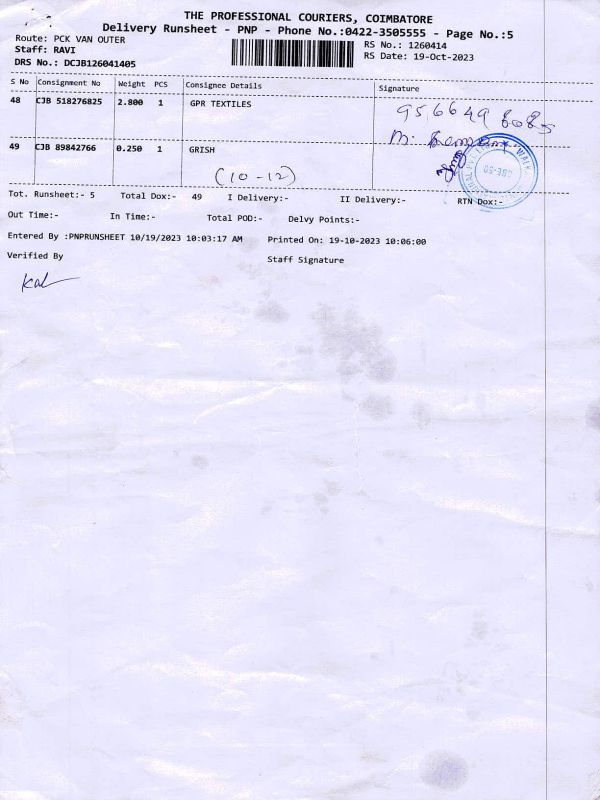 THE PROFESSIONAL COURIERS, COIMBATORE
Delivery Runsheet - PNP - Phone No.:0422-3505555 - Page No.:5
Route: PCK VAN OUTER
RS No.: 1260414
Staff: RAVI
RS Date: 19-Oct-2023
DRS No.: DCJB126041405
S No Consignment No Weight PCS Consignee Details Signature
48 CJB 518276825 2.800 1 GPR TEXTILES
956649 8085
49 CJB 89842766 0.250 1 GRISH
(10-12)
Tot. Runsheet:- 5 Total Dox:- 49 I Delivery:- II Delivery:- RTN Dox:-
Out Time:- In Time:- Total POD:- Delvy Points:-
Entered By :PNPRUNSHEET 10/19/2023 10:03:17 AM Printed On: 19-10-2023 10:06:00
Verified By Staff Signature